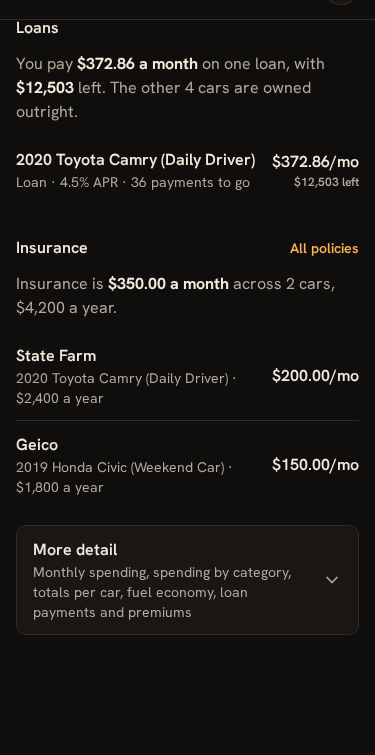 Loans
You pay $372.86 a month on one loan, with
$12,503 left. The other 4 cars are owned
outright.
2020 Toyota Camry (Daily Driver) $372.86/mo
Loan · 4.5% APR · 36 payments to go $12,503 left
Insurance All policies
Insurance is $350.00 a month across 2 cars,
$4,200 a year.
State Farm
2020 Toyota Camry (Daily Driver) ·
$2,400 a year
$200.00/mo
Geico
2019 Honda Civic (Weekend Car) ·
$1,800 a year
$150.00/mo
More detail
Monthly spending, spending by category,
totals per car, fuel economy, loan
payments and premiums